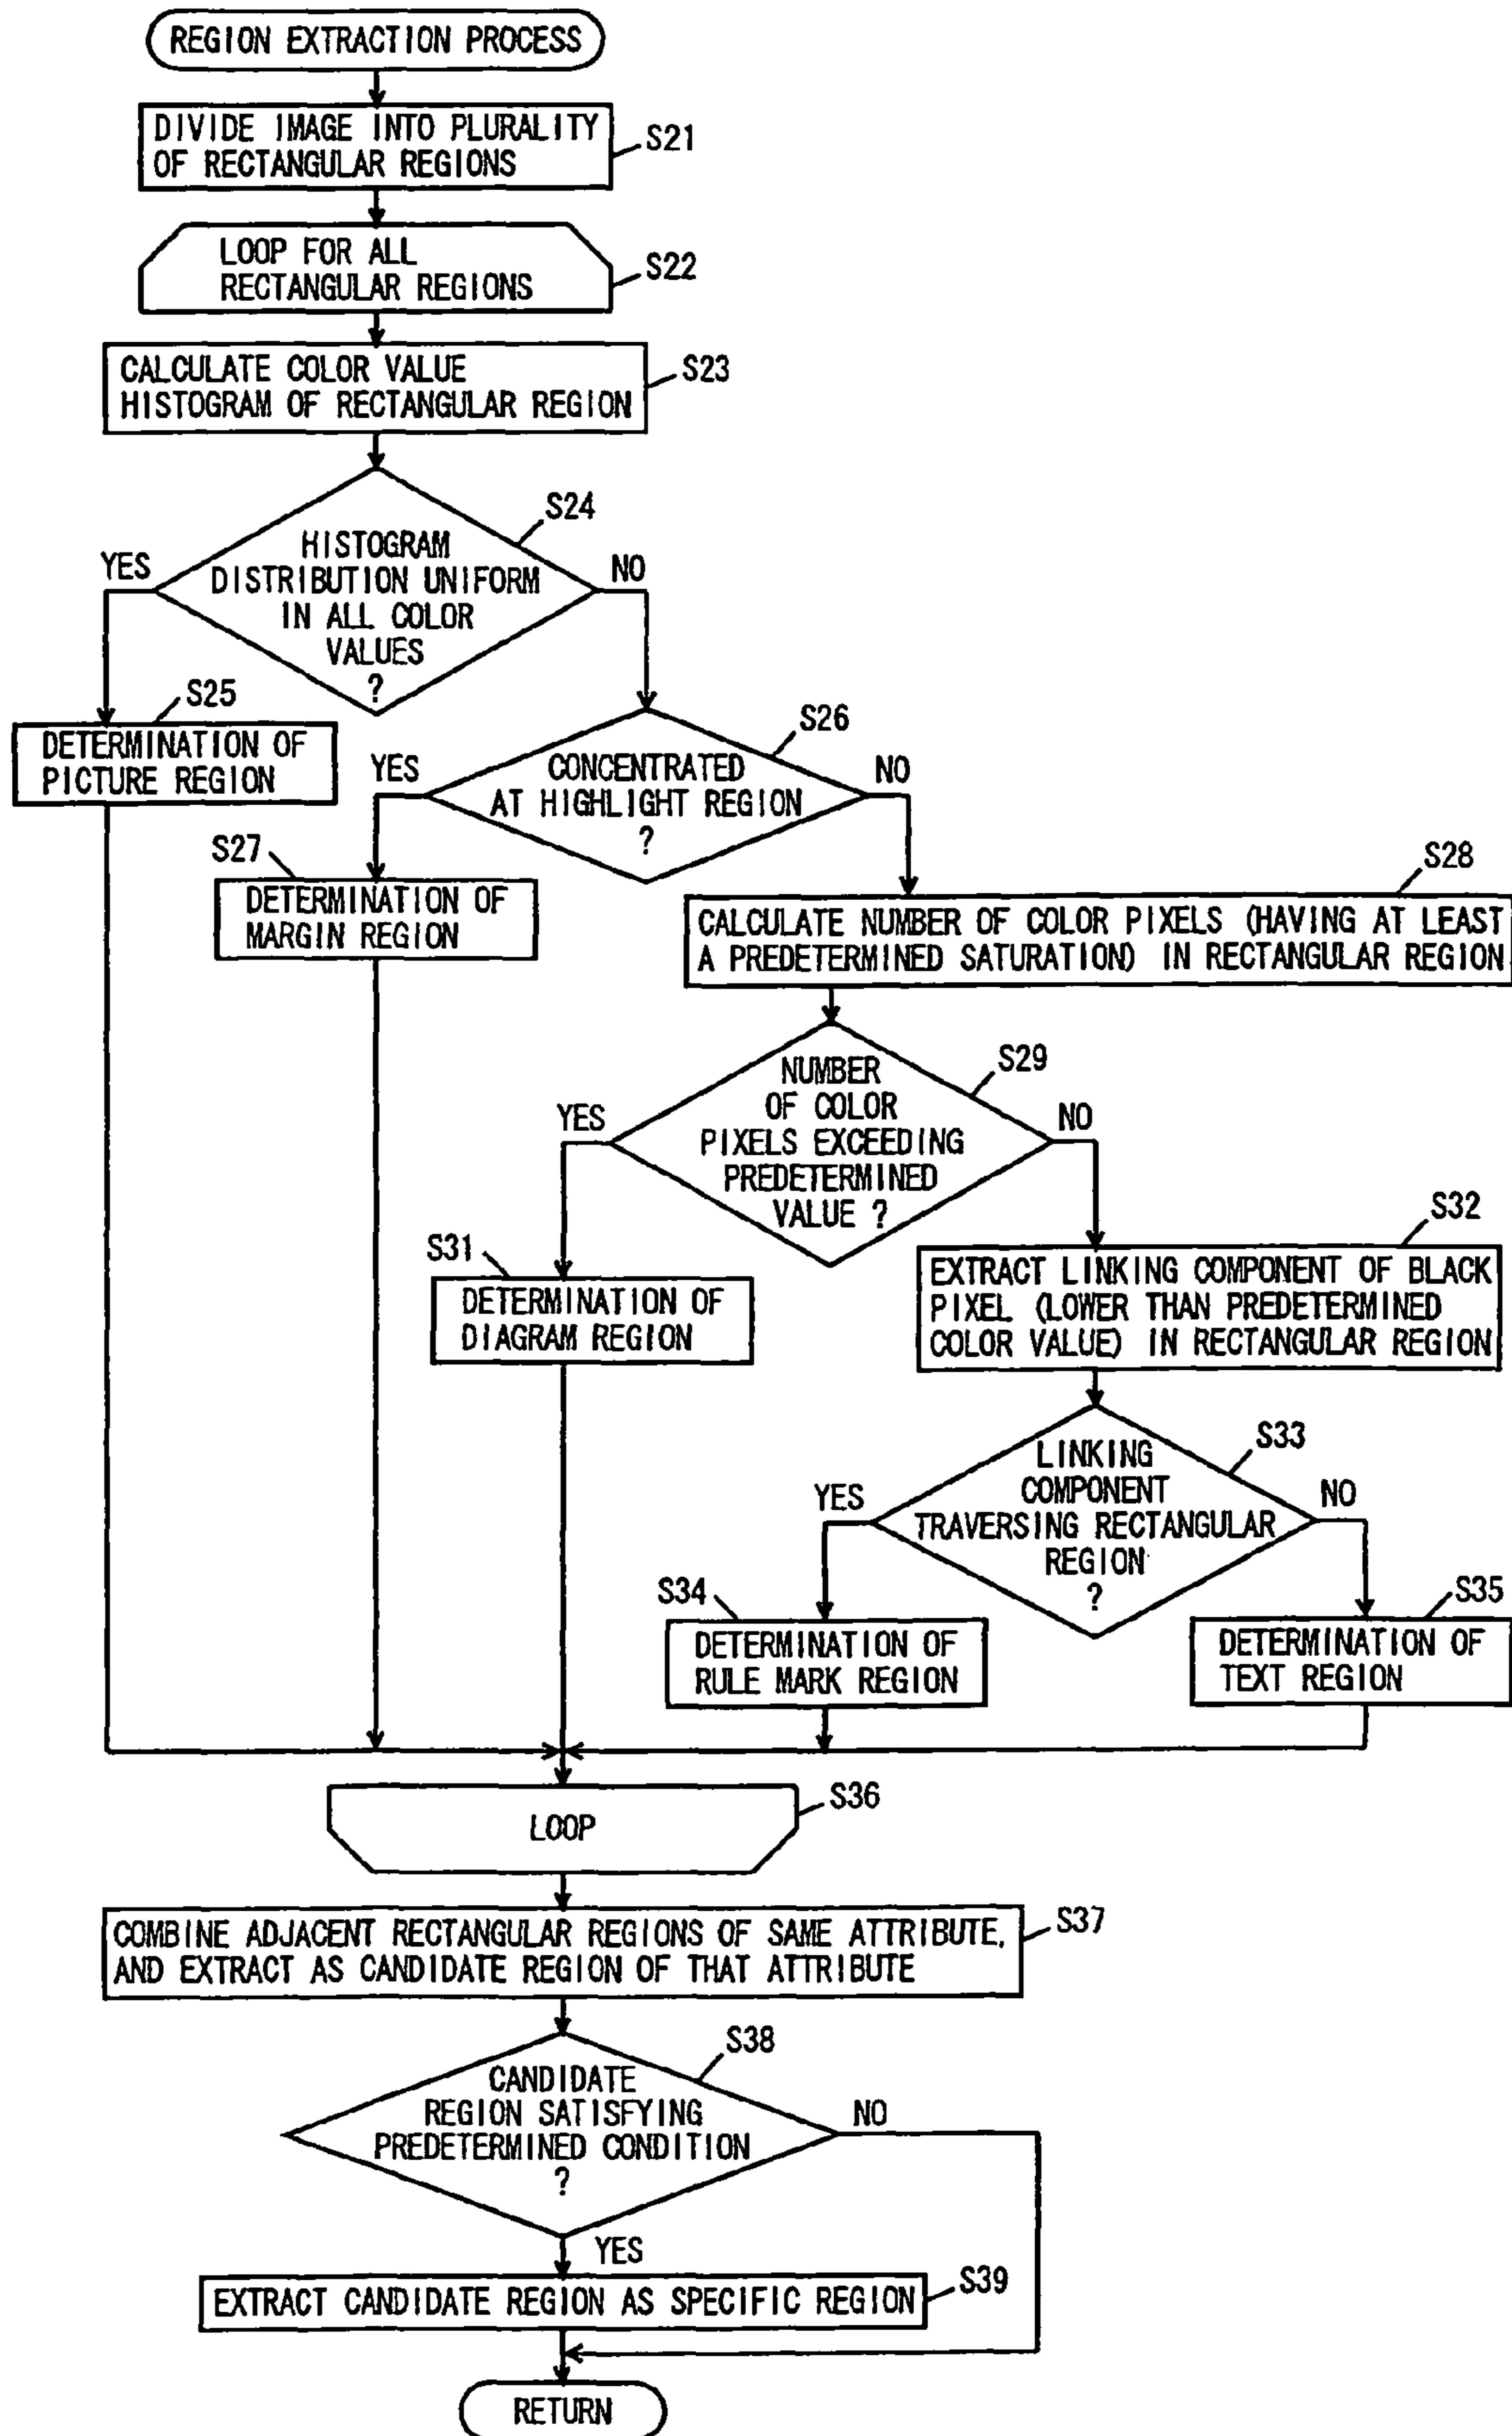 REGION EXTRACTION PROCESS
DIVIDE IMAGE INTO PLURALITY
OF RECTANGULAR REGIONS
S21
LOOP FOR ALL
RECTANGULAR REGIONS
S22
CALCULATE COLOR VALUE
HISTOGRAM OF RECTANGULAR REGION
S23
S24
HISTOGRAM
DISTRIBUTION UNIFORM
IN ALL COLOR
VALUES
?
YES
NO
S25
DETERMINATION OF
PICTURE REGION
S26
CONCENTRATED
AT HIGHLIGHT REGION
?
YES
NO
S27
DETERMINATION OF
MARGIN REGION
S28
CALCULATE NUMBER OF COLOR PIXELS (HAVING AT LEAST
A PREDETERMINED SATURATION) IN RECTANGULAR REGION
S29
NUMBER
OF COLOR
PIXELS EXCEEDING
PREDETERMINED
VALUE ?
YES
NO
S31
DETERMINATION OF
DIAGRAM REGION
S32
EXTRACT LINKING COMPONENT OF BLACK
PIXEL (LOWER THAN PREDETERMINED
COLOR VALUE) IN RECTANGULAR REGION
S33
LINKING
COMPONENT
TRAVERSING RECTANGULAR
REGION
?
YES
NO
S34
DETERMINATION OF
RULE MARK REGION
S35
DETERMINATION OF
TEXT REGION
LOOP
S36
COMBINE ADJACENT RECTANGULAR REGIONS OF SAME ATTRIBUTE,
AND EXTRACT AS CANDIDATE REGION OF THAT ATTRIBUTE
S37
S38
CANDIDATE
REGION SATISFYING
PREDETERMINED CONDITION
?
NO
YES
EXTRACT CANDIDATE REGION AS SPECIFIC REGION
S39
RETURN